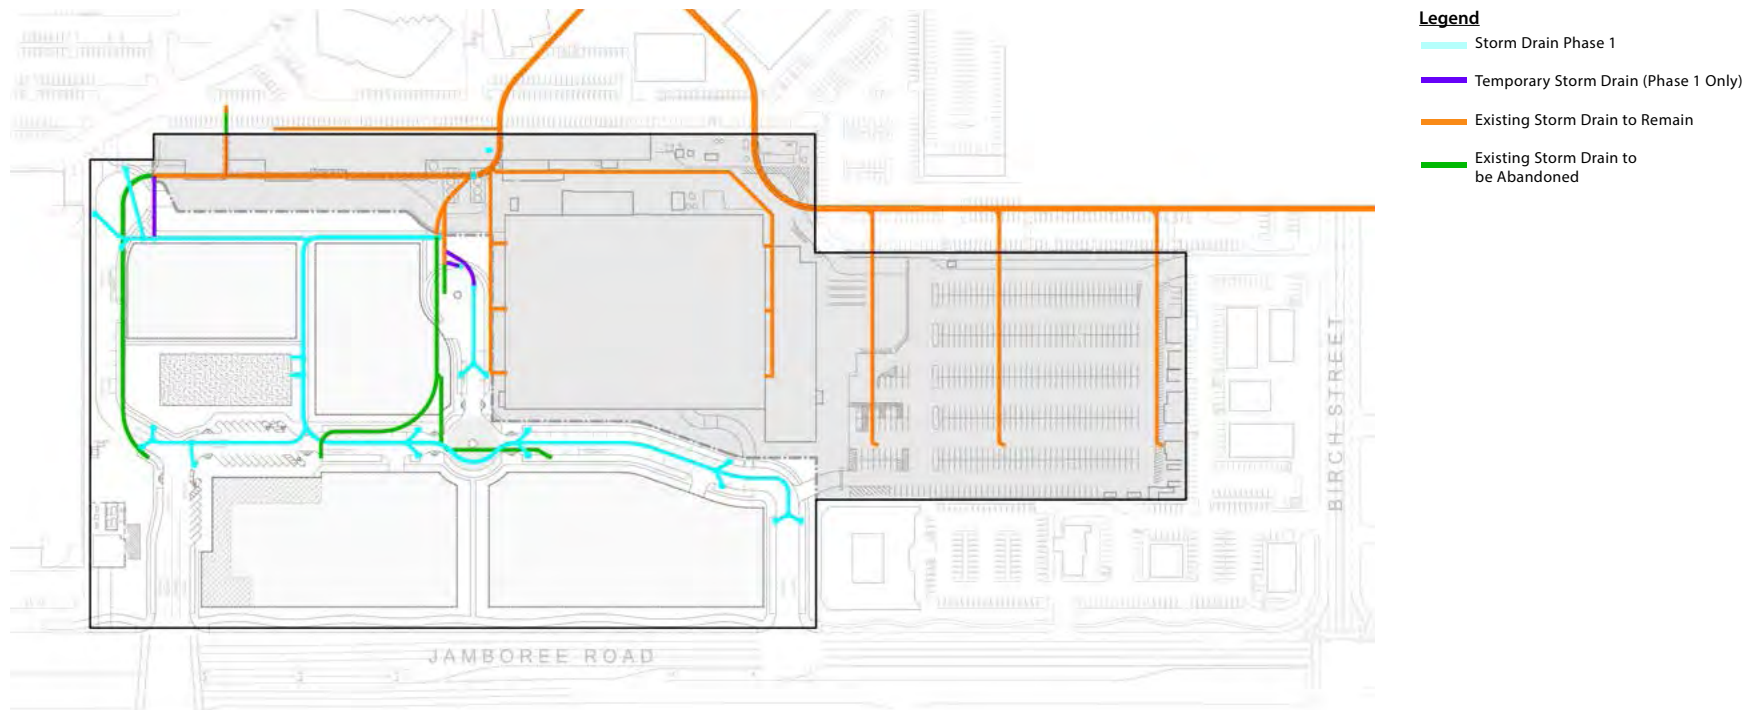 Legend
Storm Drain Phase 1
Temporary Storm Drain (Phase 1 Only)
Existing Storm Drain to Remain
Existing Storm Drain to
be Abandoned
BIRCH STREET
JAMBOREE ROAD